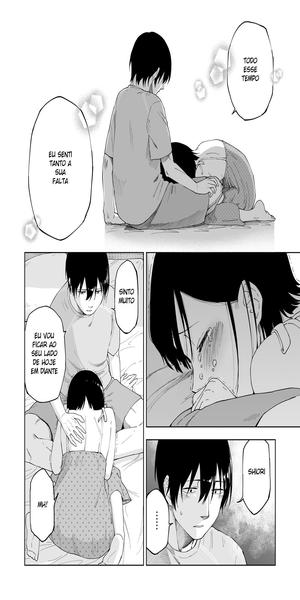 TODO
ESSE
TEMPO
EU SENTI
TANTO A
SUA
FALTA
SINTO
MUITO
EU VOU
FICAR AO
SEU LADO
DE HOJE
EM DIANTE
MH!
SHIORI
......